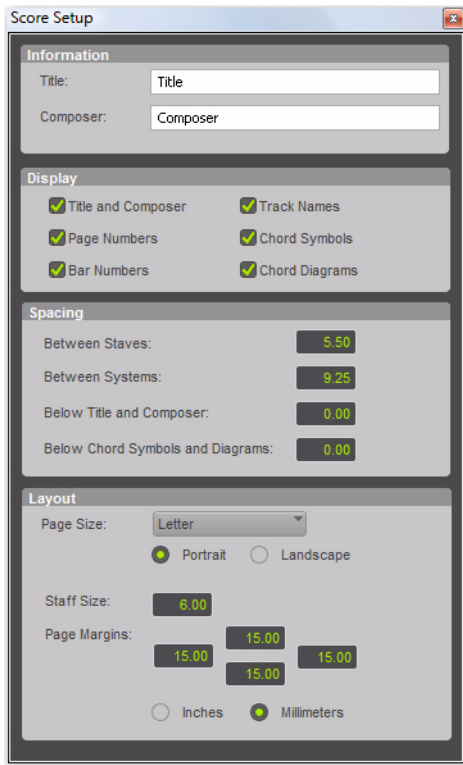 Score Setup
Information
Title: Title
Composer: Composer
Display
Title and Composer Track Names
Page Numbers Chord Symbols
Bar Numbers Chord Diagrams
Spacing
Between Staves: 5.50
Between Systems: 9.25
Below Title and Composer: 0.00
Below Chord Symbols and Diagrams: 0.00
Layout
Page Size: Letter
Portrait Landscape
Staff Size: 6.00
Page Margins: 15.00
15.00 15.00
15.00
Inches Millimeters